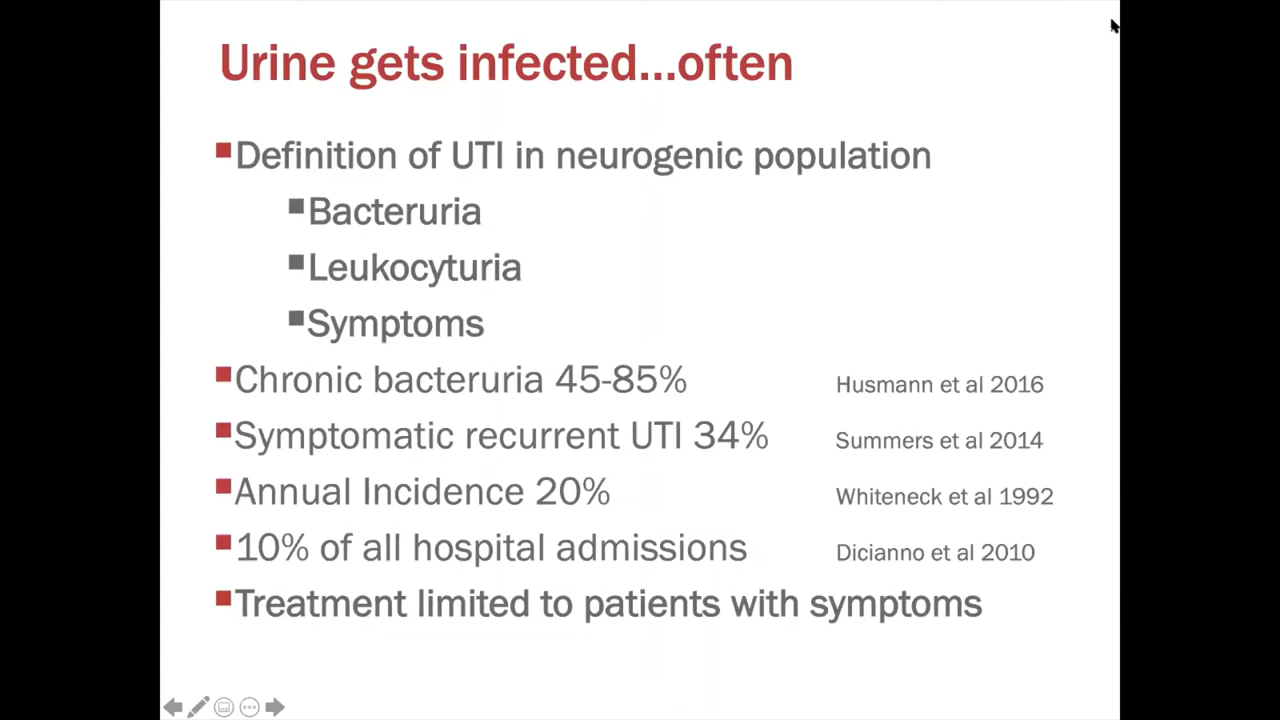 Urine gets infected...often
Definition of UTI in neurogenic population
Bacteruria
Leukocyturia
Symptoms
Chronic bacteruria 45-85% Husmann et al 2016
Symptomatic recurrent UTI 34% Summers et al 2014
Annual Incidence 20% Whiteneck et al 1992
10% of all hospital admissions Dicianno et al 2010
Treatment limited to patients with symptoms